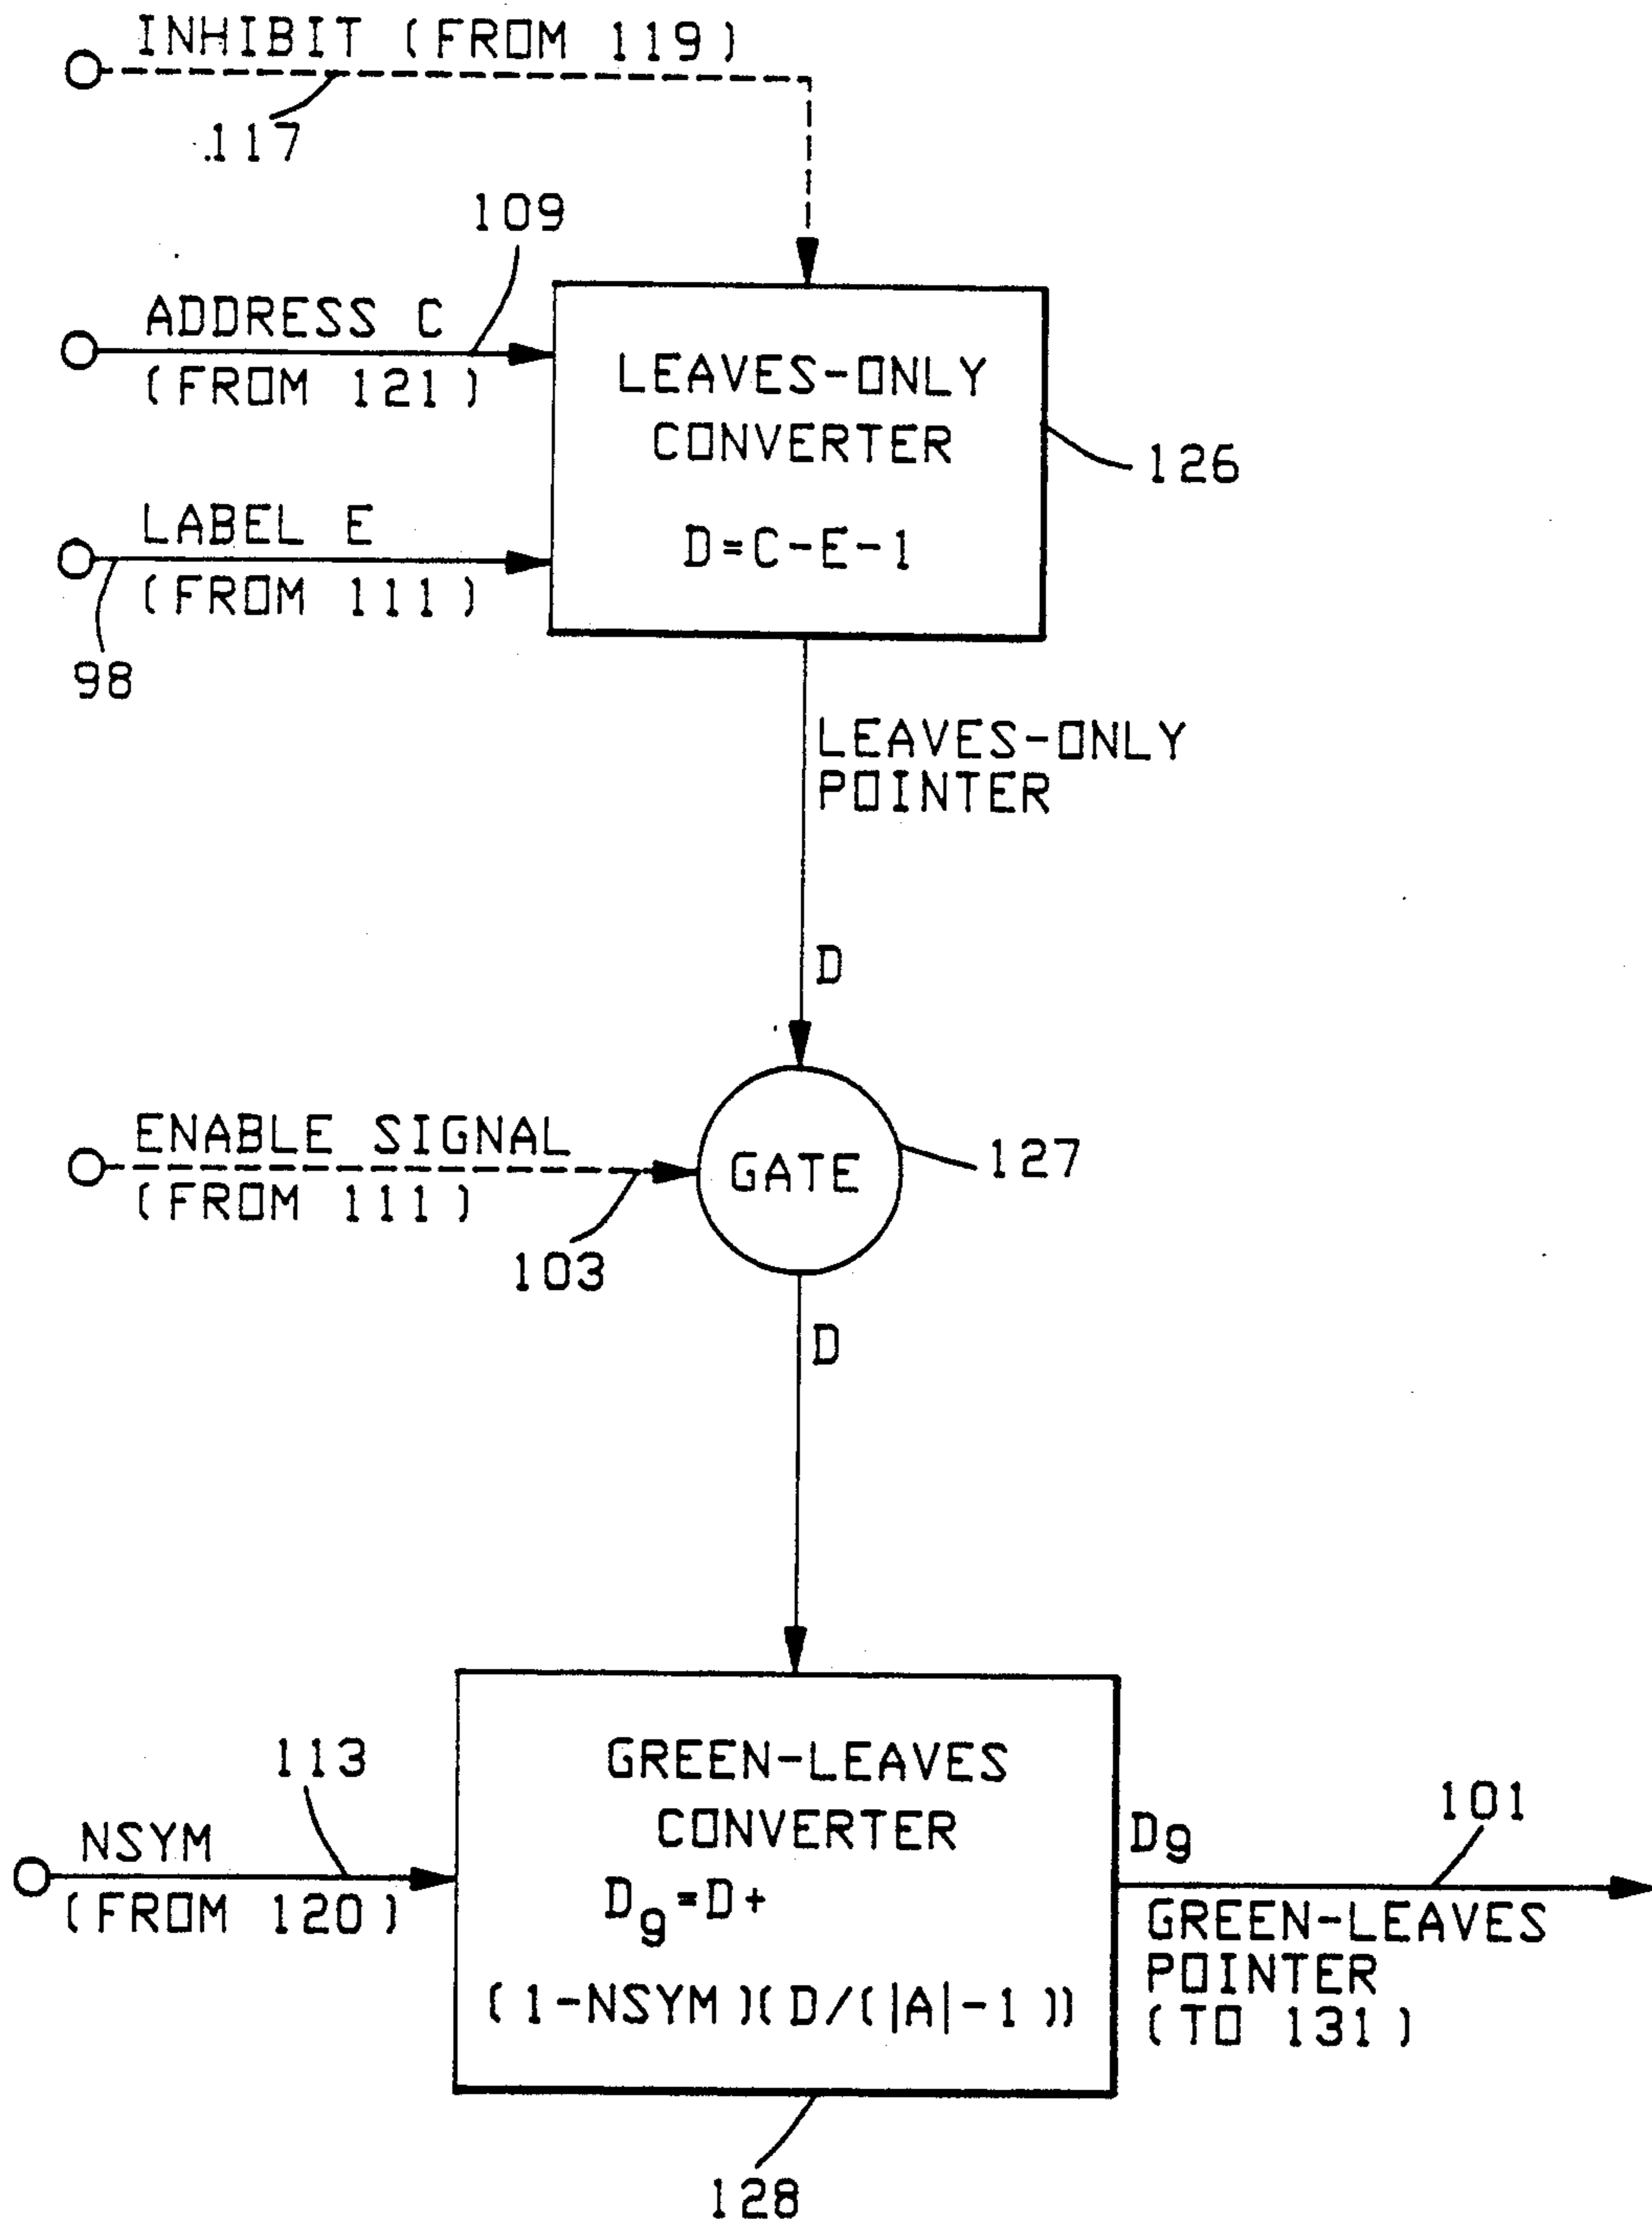 INHIBIT (FROM 119)
117
109
ADDRESS C
(FROM 121)
LEAVES-ONLY
CONVERTER
126
LABEL E
D=C-E-1
(FROM 111)
98
LEAVES-ONLY
POINTER
D
ENABLE SIGNAL
(FROM 111)
GATE
127
103
D
113
GREEN-LEAVES
CONVERTER
101
NSYM
(FROM 120)
Dg=D+
Dg
GREEN-LEAVES
POINTER
(TO 131)
(1-NSYM)(D/(|A|-1))
128